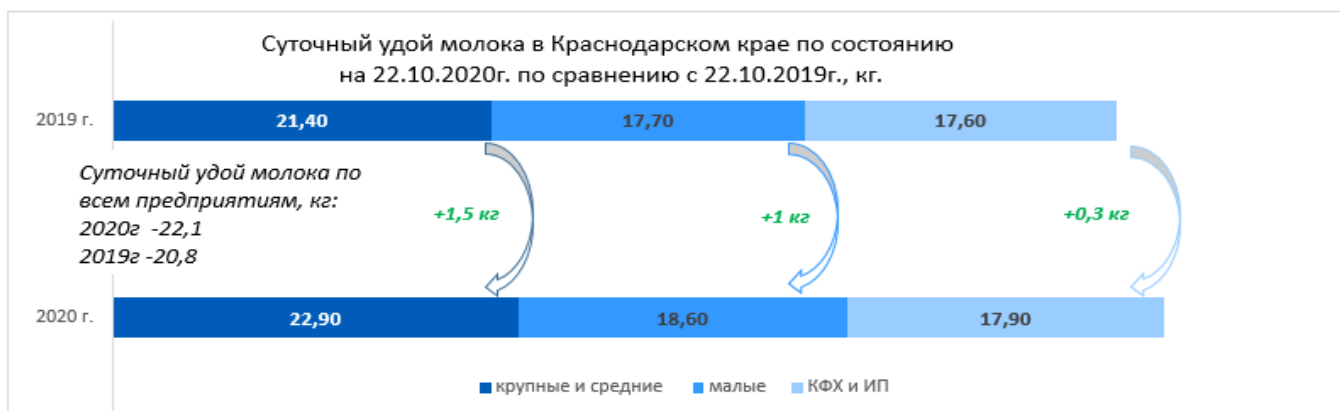 Суточный удой молока в Краснодарском крае по состоянию
на 22.10.2020г. по сравнению с 22.10.2019г., кг.
2019 г.
21,40
17,70
17,60
Суточный удой молока по
всем предприятиям, кг:
2020г -22,1
2019г -20,8
+1,5 кг
+1 кг
+0,3 кг
2020 г.
22,90
18,60
17,90
крупные и средние
малые
КФХ и ИП